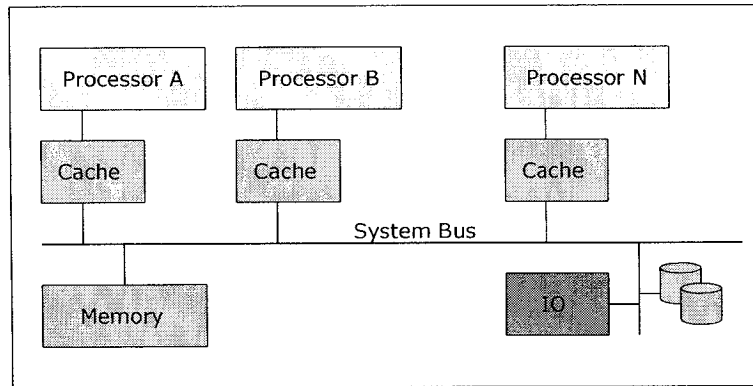 Processor A
Processor B
Processor N
Cache
Cache
Cache
System Bus
Memory
IO